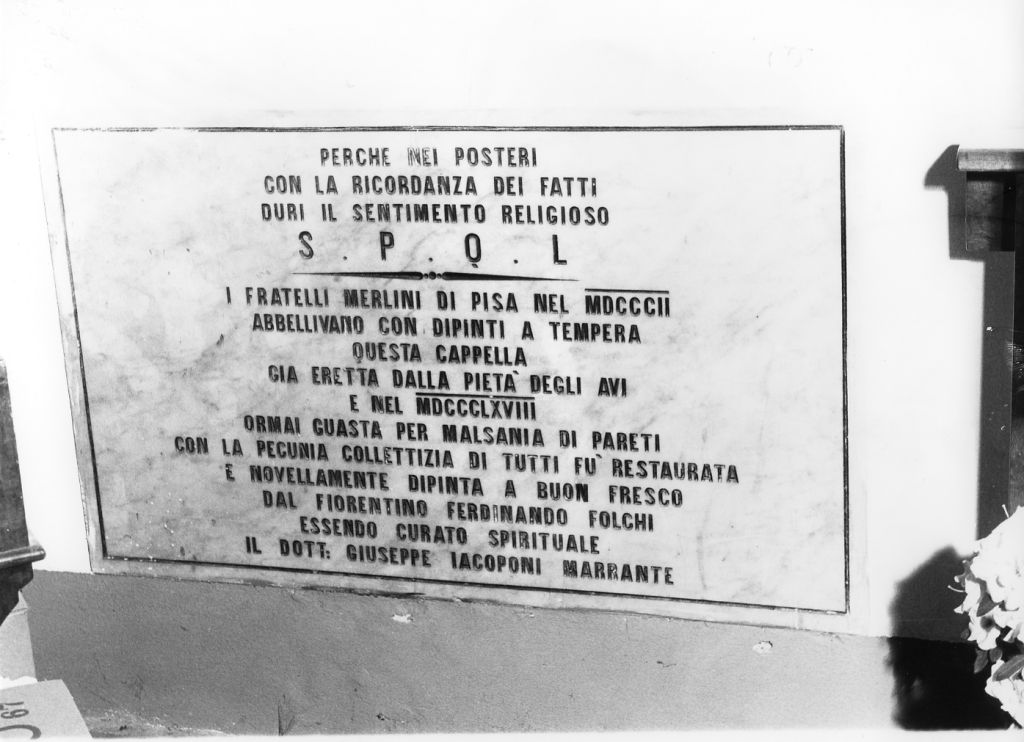 PERCHE NEI POSTERI
CON LA RICORDANZA DEI FATTI
DURI IL SENTIMENTO RELIGIOSO
S . P . Q . L
I FRATELLI MERLINI DI PISA NEL MDCCCII
ABBELLIVANO CON DIPINTI A TEMPERA
QUESTA CAPPELLA
GIA ERETTA DALLA PIETA` DEGLI AVI
E NEL MDCCCLXVIII
ORMAI GUASTA PER MALSANIA DI PARETI
CON LA PECUNIA COLLETTIZIA DI TUTTI FU` RESTAURATA
E NOVELLAMENTE DIPINTA A BUON FRESCO
DAL FIORENTINO FERDINANDO FOLCHI
ESSENDO CURATO SPIRITUALE
IL DOTT: GIUSEPPE IACOPONI MARRANTE
67